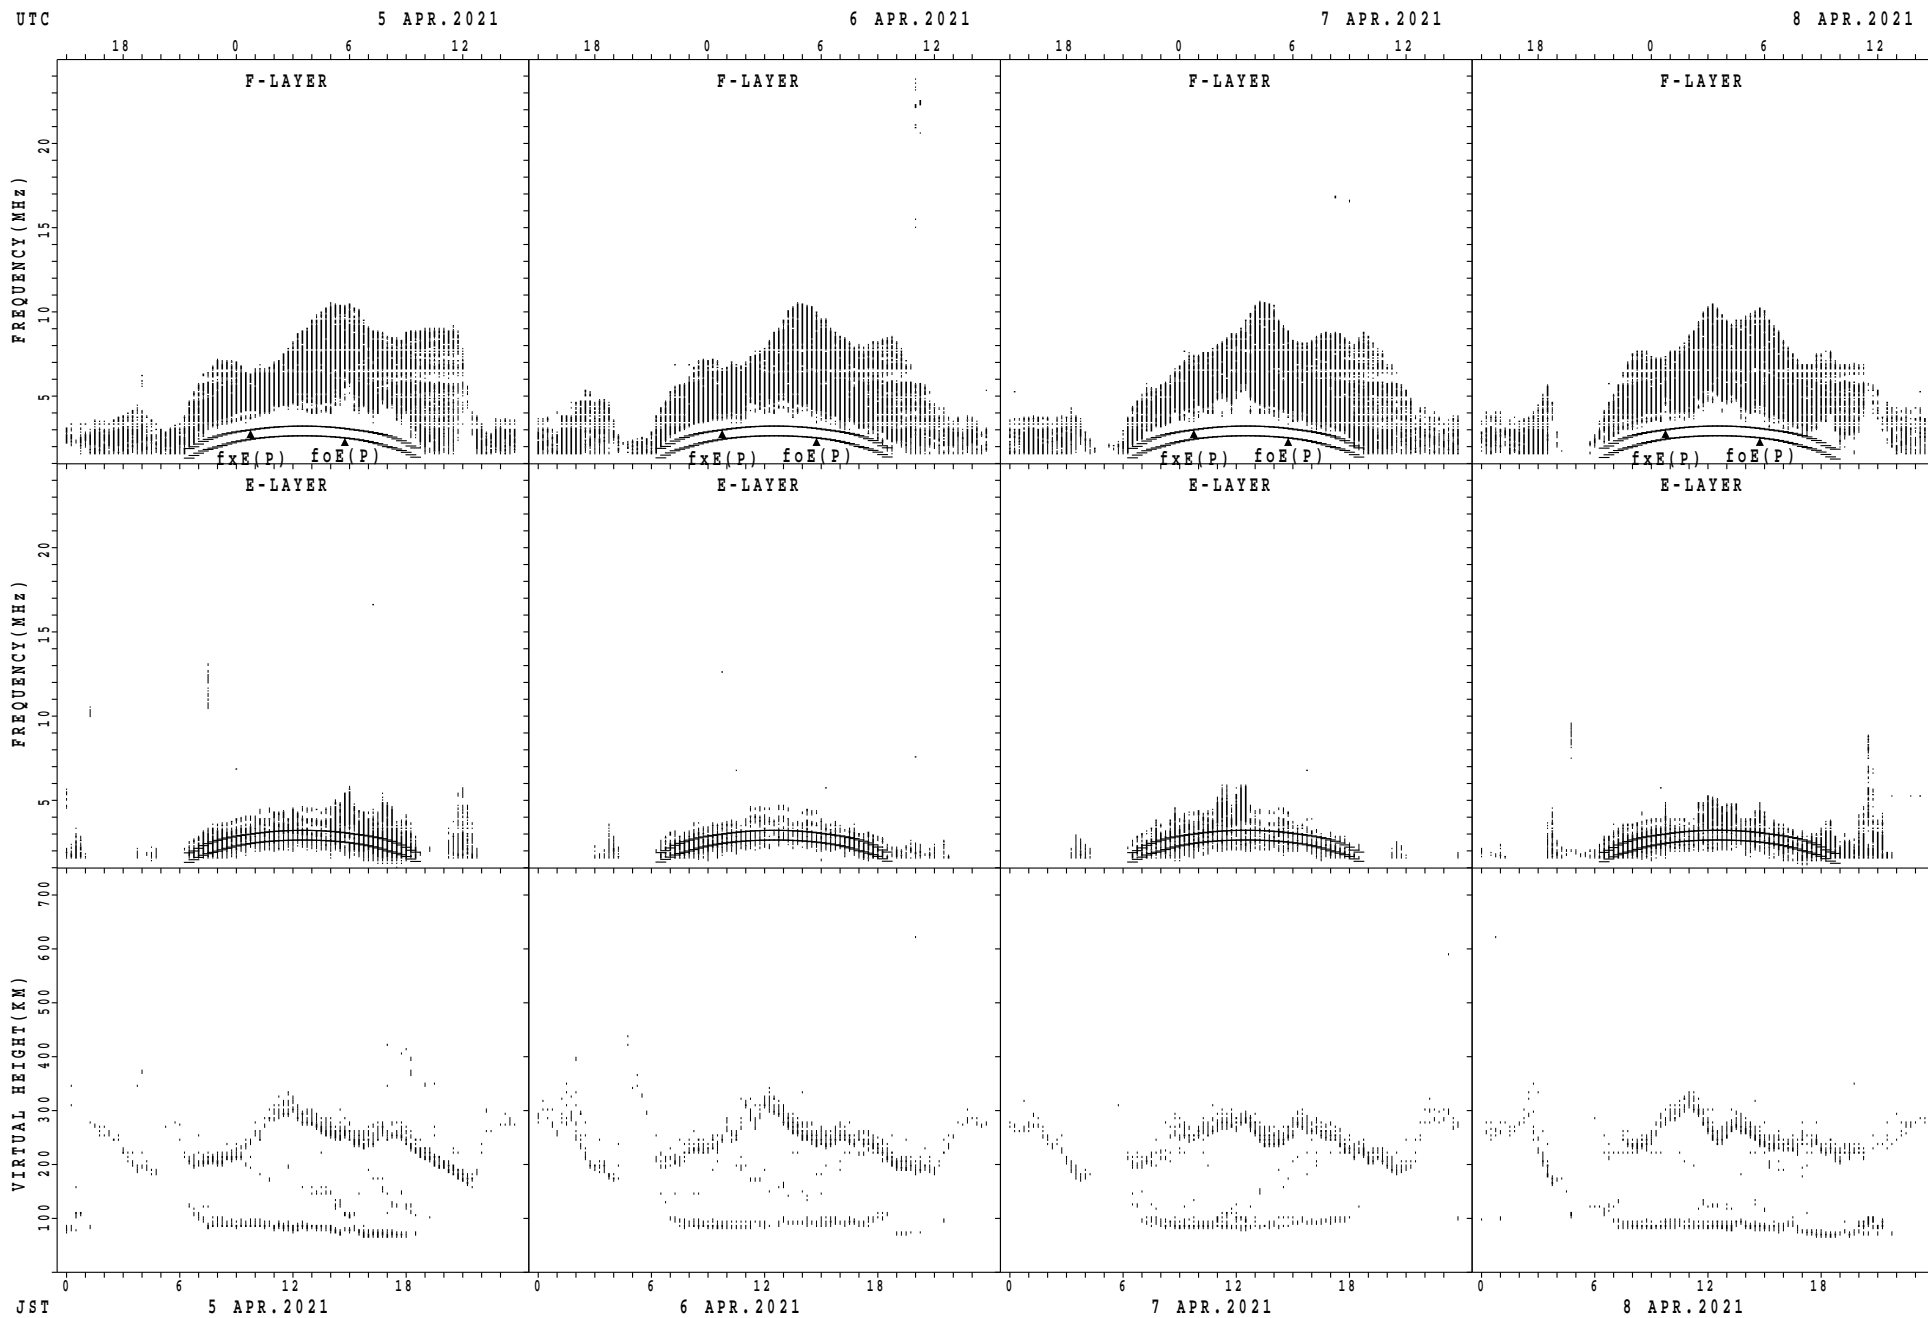 UTC 5 APR.2021 6 APR.2021 7 APR.2021 8 APR.2021
18 0 6 12 18 0 6 12 18 0 6 12 18 0 6 12
F-LAYER F-LAYER F-LAYER F-LAYER
FREQUENCY(MHz)
20
15
10
5
fxE(P) foE(P) fxE(P) foE(P) fxE(P) foE(P) fxE(P) foE(P)
E-LAYER E-LAYER E-LAYER E-LAYER
FREQUENCY(MHz)
20
15
10
5
VIRTUAL HEIGHT(KM)
700
600
500
400
300
200
100
0 6 12 18 0 6 12 18 0 6 12 18 0 6 12 18
JST 5 APR.2021 6 APR.2021 7 APR.2021 8 APR.2021